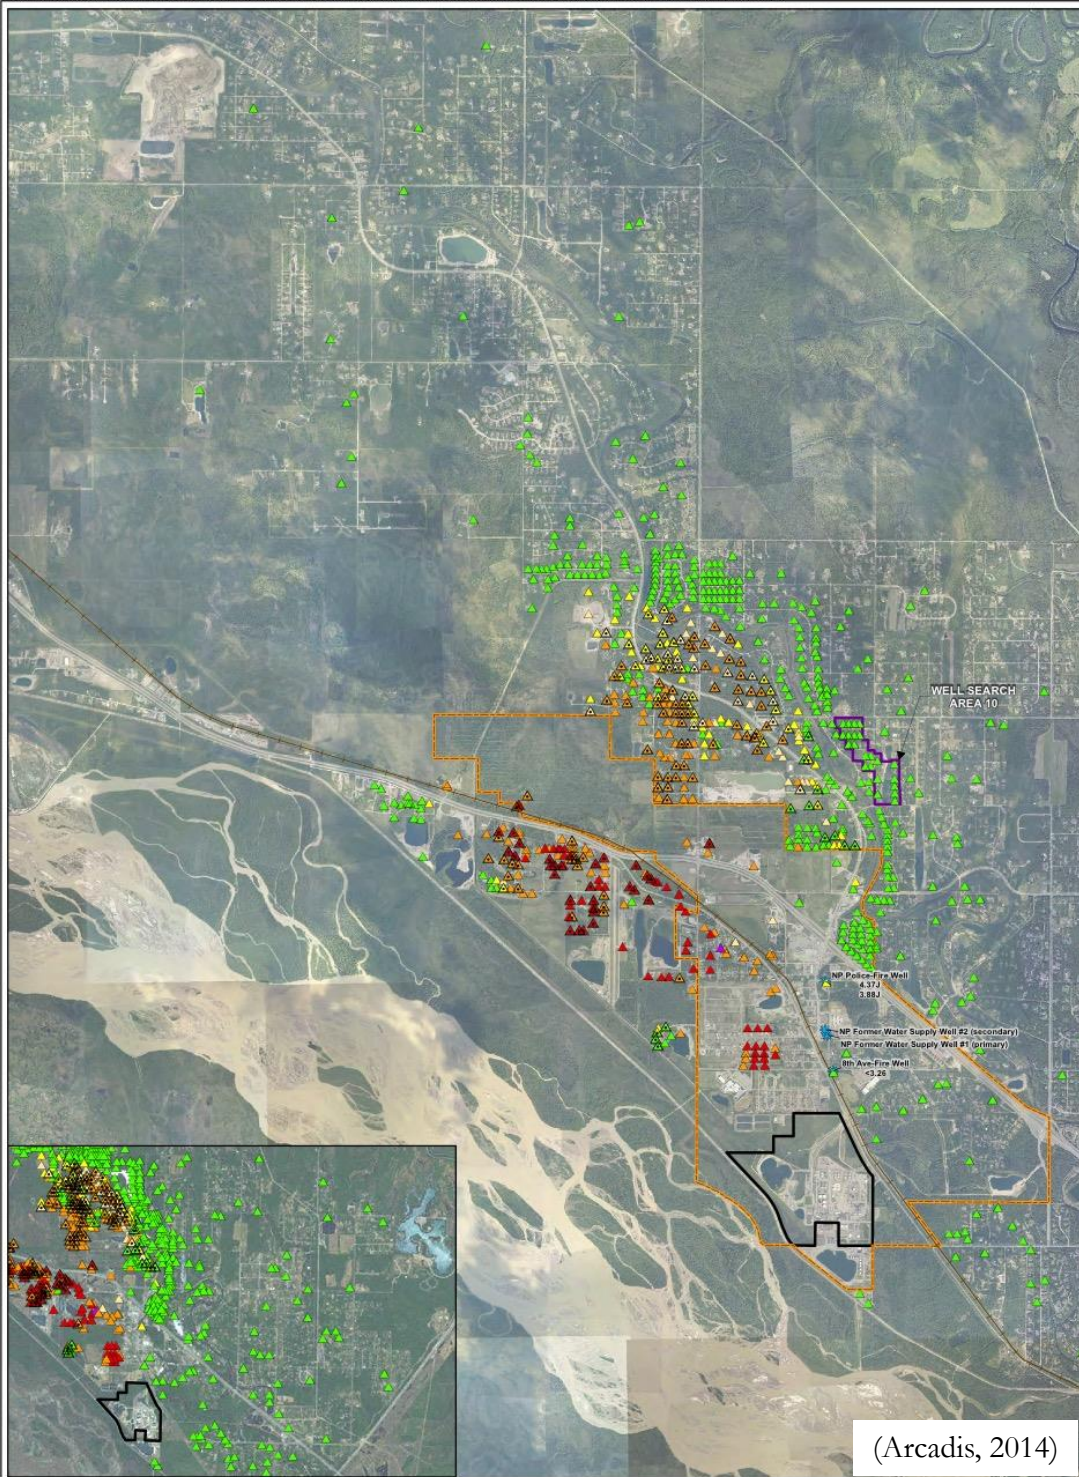 WELL SEARCH
AREA 10
NP Police-Fire Well
4.37J
3.88J
NP Former Water Supply Well #2 (secondary)
NP Former Water Supply Well #1 (primary)
8th Ave-Fire Well
<3.26
(Arcadis, 2014)